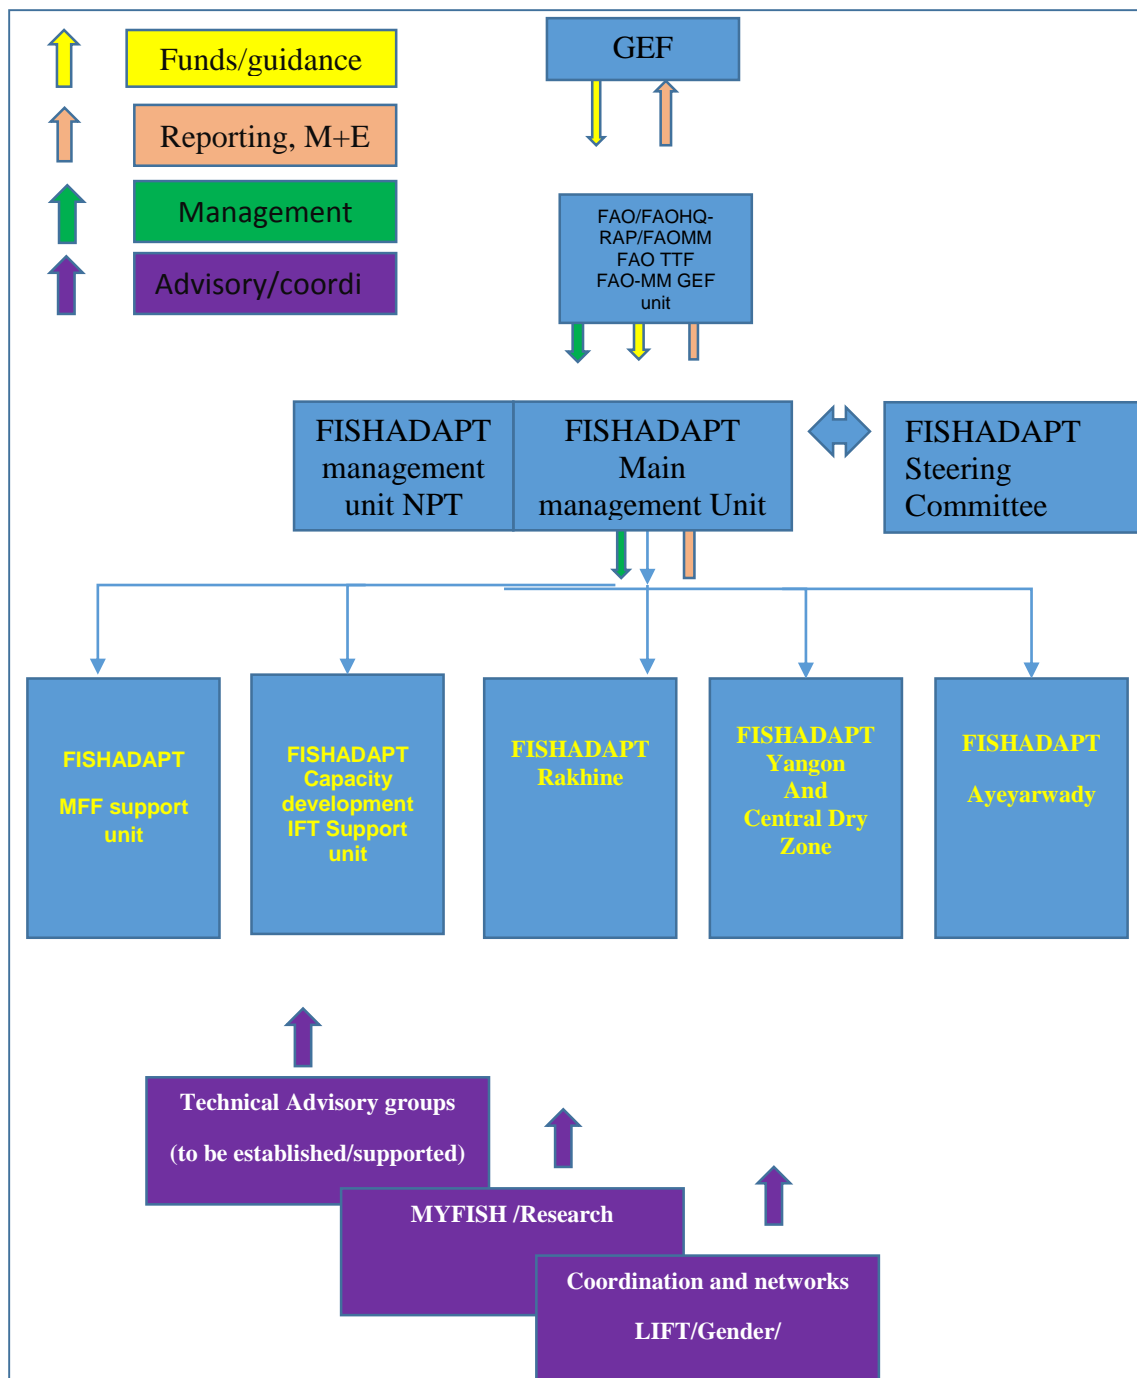 Funds/guidance
Reporting, M+E
Management
Advisory/coordi
GEF
FAO/FAOHQ-
RAP/FAOMM
FAO TTF
FAO-MM GEF
unit
FISHADAPT
management
unit NPT
FISHADAPT
Main
management Unit
FISHADAPT
Steering
Committee
FISHADAPT
MFF support
unit
FISHADAPT
Capacity
development
IFT Support
unit
FISHADAPT
Rakhine
FISHADAPT
Yangon
And
Central Dry
Zone
FISHADAPT
Ayeyarwady
Technical Advisory groups
(to be established/supported)
MYFISH /Research
Coordination and networks
LIFT/Gender/